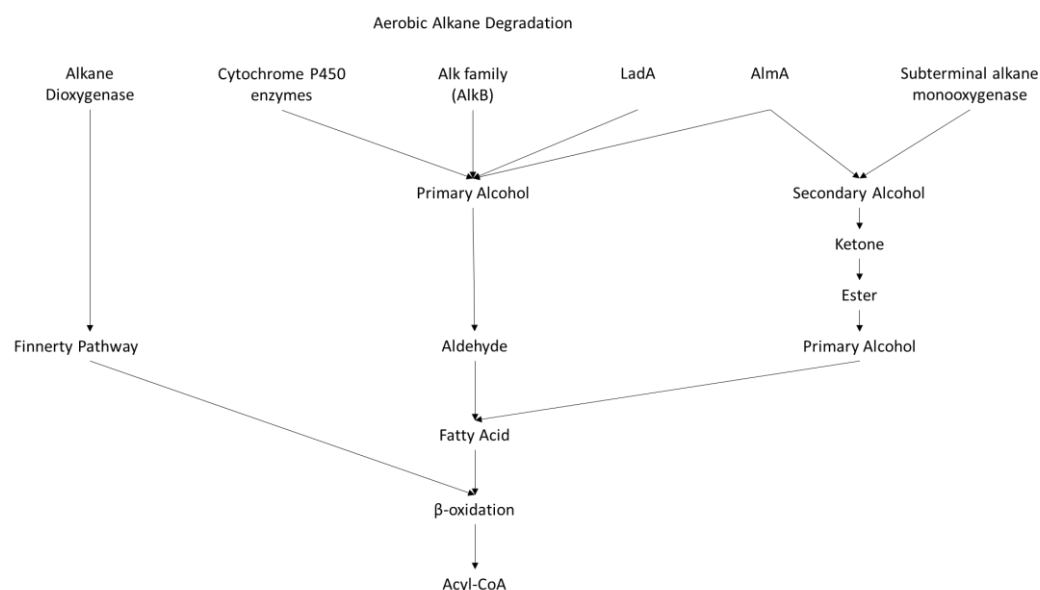 Aerobic Alkane Degradation
Alkane
Dioxygenase
Cytochrome P450
enzymes
Alk family
(AlkB)
LadA
AlmA
Subterminal alkane
monooxygenase
Primary Alcohol
Secondary Alcohol
Ketone
Ester
Finnerty Pathway
Aldehyde
Primary Alcohol
Fatty Acid
β-oxidation
Acyl-CoA